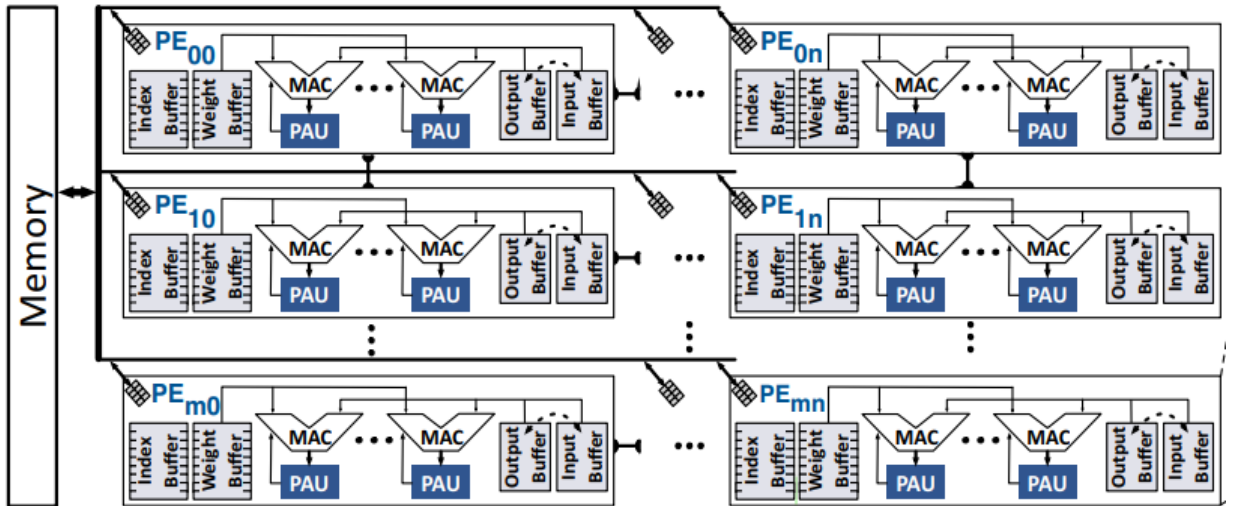 Memory
PE00
Index Buffer
Weight Buffer
MAC
PAU
•••
MAC
PAU
Output Buffer
Input Buffer
•••
PE0n
Index Buffer
Weight Buffer
MAC
PAU
•••
MAC
PAU
Output Buffer
Input Buffer
PE10
Index Buffer
Weight Buffer
MAC
PAU
•••
MAC
PAU
Output Buffer
Input Buffer
•••
PE1n
Index Buffer
Weight Buffer
MAC
PAU
•••
MAC
PAU
Output Buffer
Input Buffer
PEm0
Index Buffer
Weight Buffer
MAC
PAU
•••
MAC
PAU
Output Buffer
Input Buffer
•••
PEmn
Index Buffer
Weight Buffer
MAC
PAU
•••
MAC
PAU
Output Buffer
Input Buffer